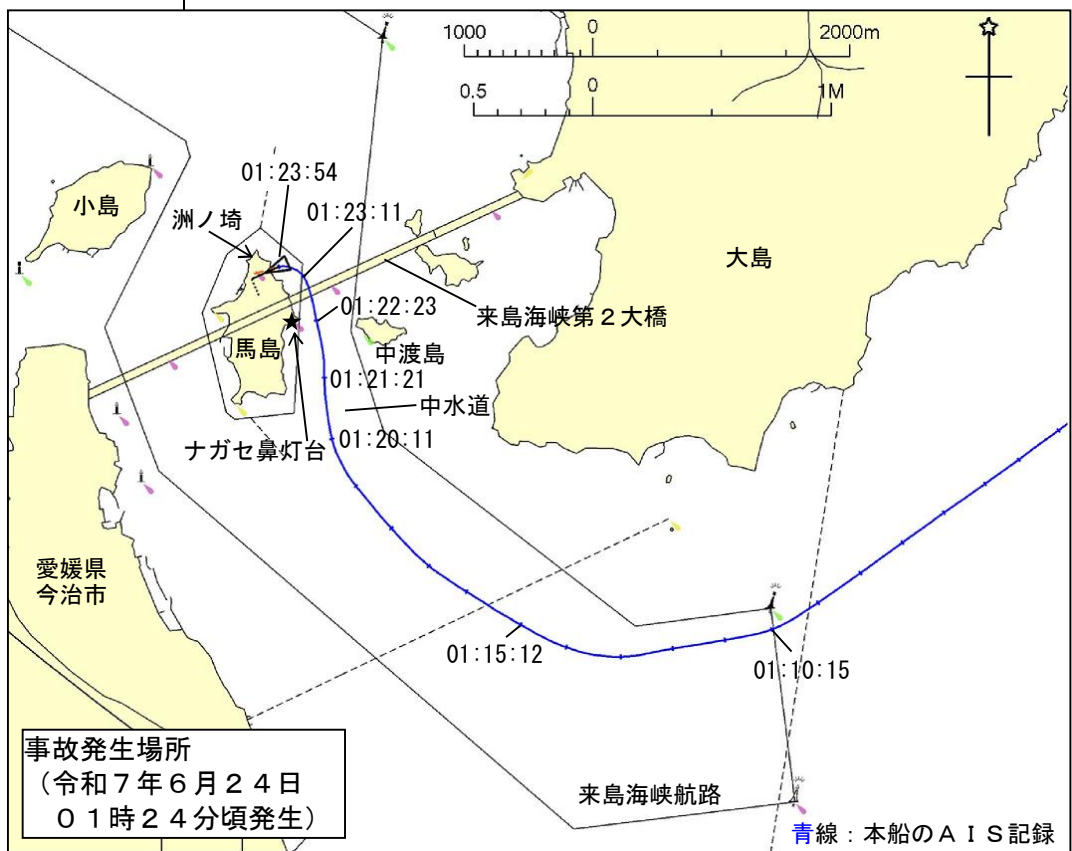 1000 0 2000m
0.5 0 1M
01:23:54
小島
洲ノ埼
01:23:11
大島
01:22:23
来島海峡第２大橋
馬島
中渡島
01:21:21
中水道
ナガセ鼻灯台
01:20:11
愛媛県
今治市
01:15:12
01:10:15
事故発生場所
（令和７年６月２４日
０１時２４分頃発生）
来島海峡航路
青線：本船のＡＩＳ記録